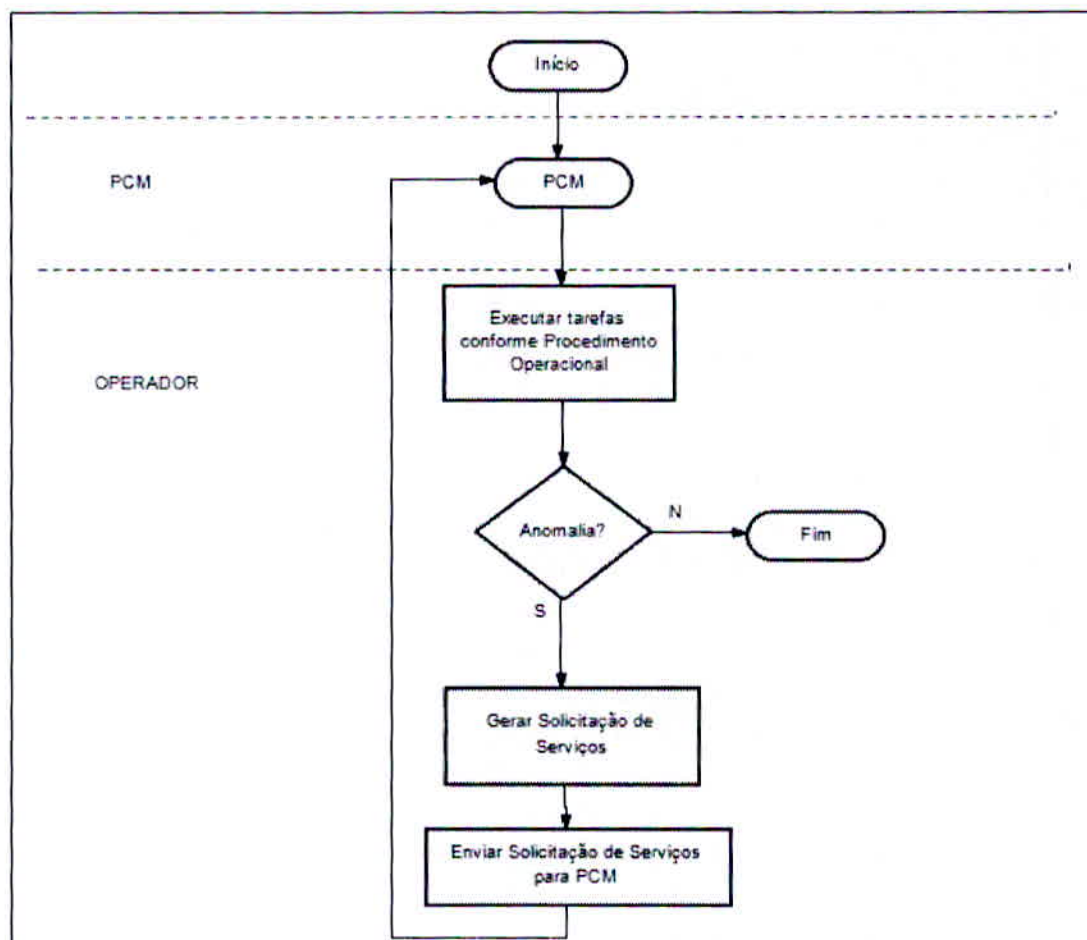 Início
PCM
PCM
Executar tarefas
conforme Procedimento
Operacional
OPERADOR
Anomalia?
N
Fim
S
Gerar Solicitação de
Serviços
Enviar Solicitação de Serviços
para PCM